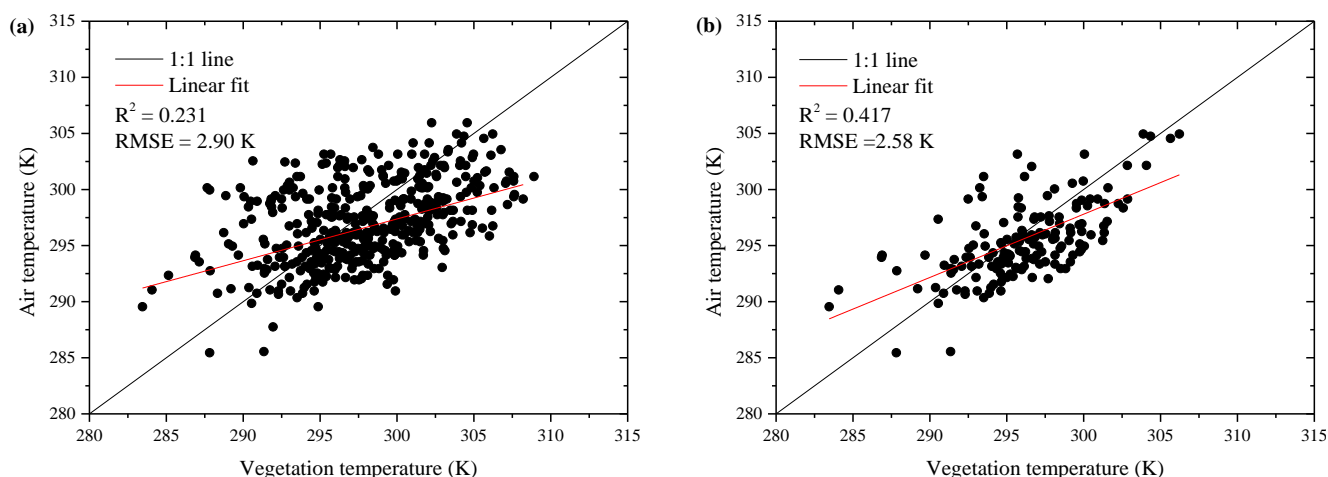 (a)
1:1 line
Linear fit
R² = 0.231
RMSE = 2.90 K
315
310
305
300
295
290
285
280
Air temperature (K)
280 285 290 295 300 305 310 315
Vegetation temperature (K)
(b)
1:1 line
Linear fit
R² = 0.417
RMSE =2.58 K
315
310
305
300
295
290
285
280
Air temperature (K)
280 285 290 295 300 305 310 315
Vegetation temperature (K)